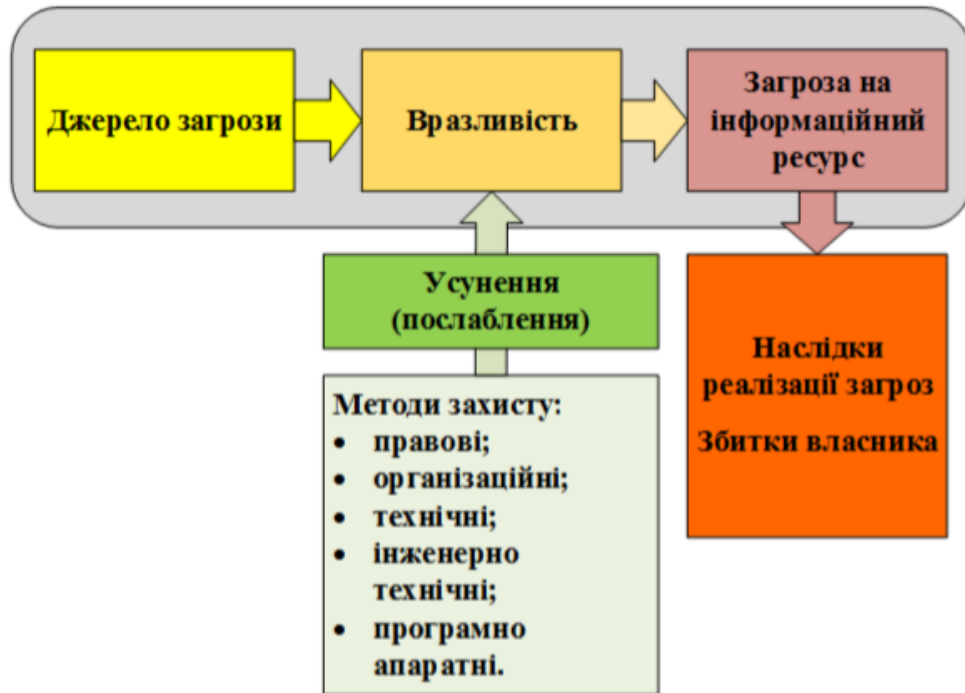 Джерело загрози
Вразливість
Загроза на
інформаційний
ресурс
Усунення
(послаблення)
Методи захисту:
• правові;
• організаційні;
• технічні;
• інженерно
технічні;
• програмно
апаратні.
Наслідки
реалізації загроз
Збитки власника